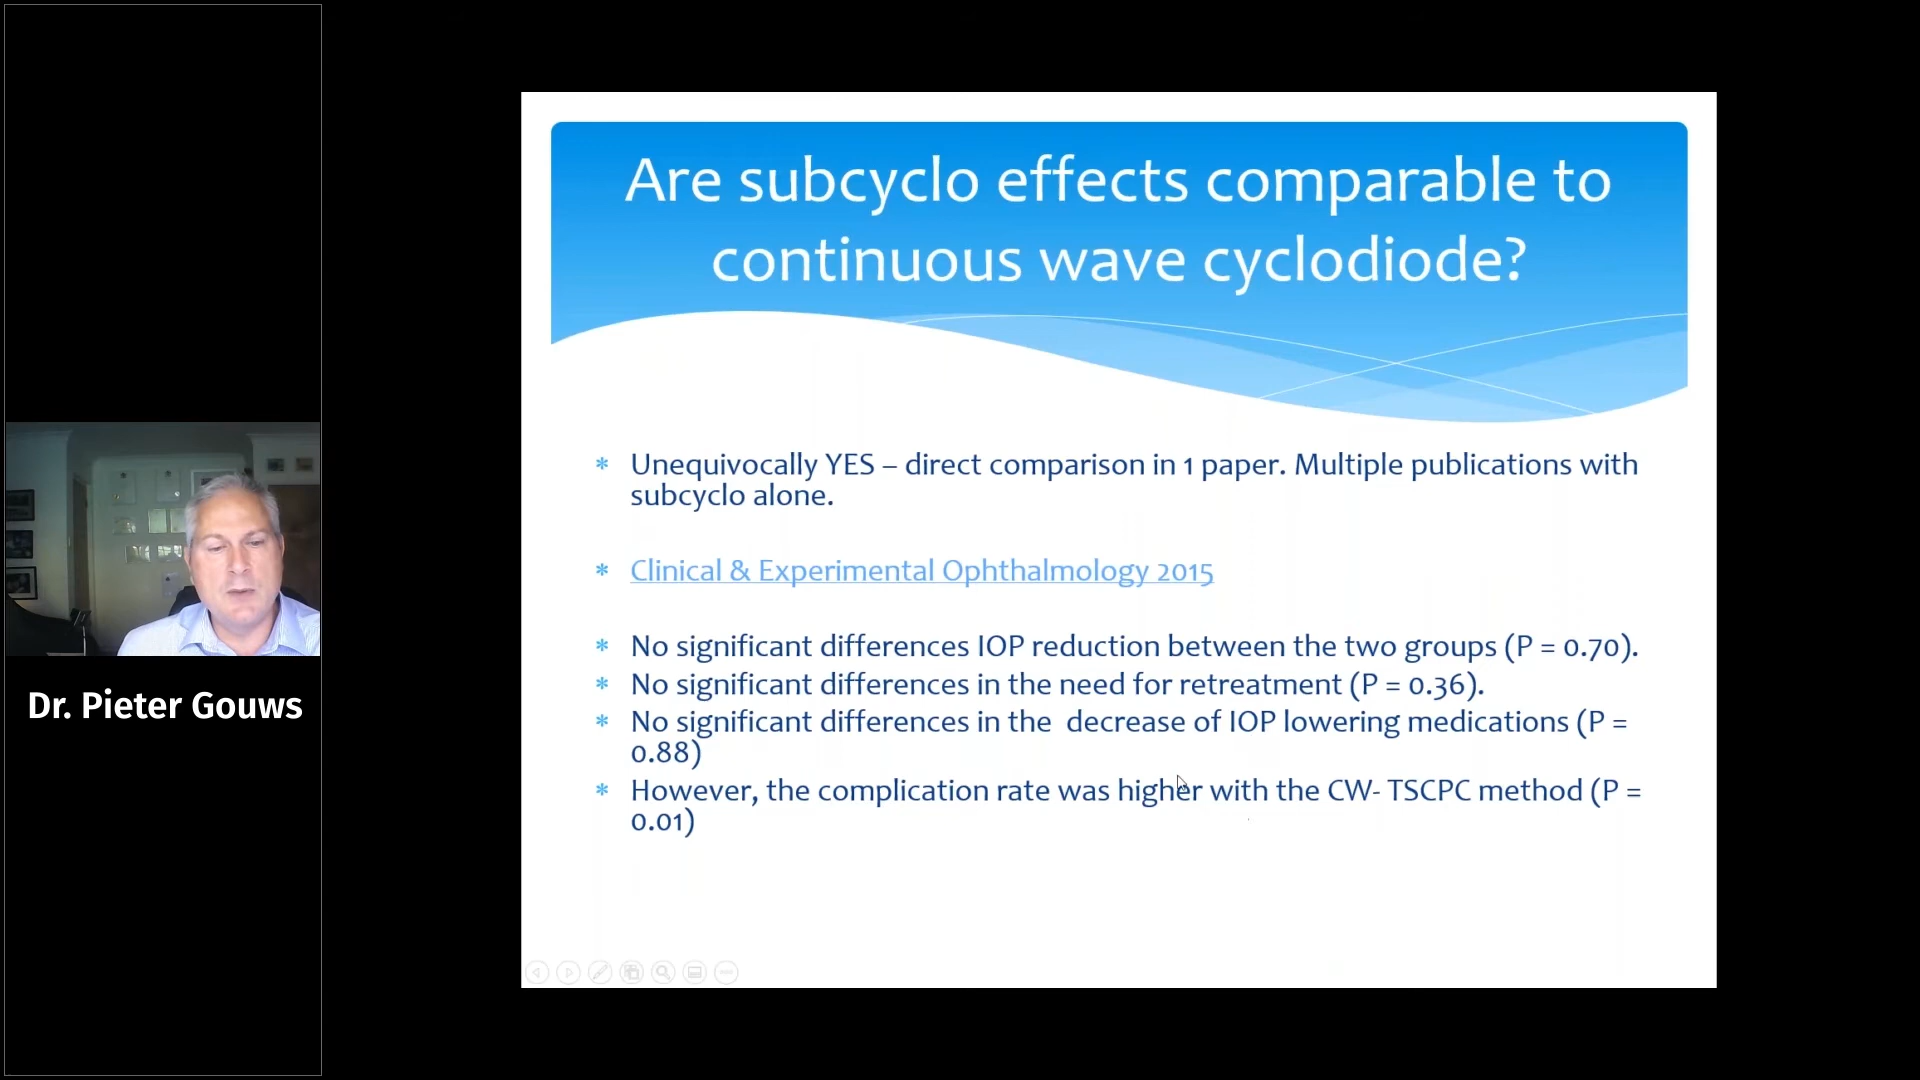 Are subcyclo effects comparable to
continuous wave cyclodiode?
* Unequivocally YES – direct comparison in 1 paper. Multiple publications with
subcyclo alone.
* Clinical & Experimental Ophthalmology 2015
* No significant differences IOP reduction between the two groups (P = 0.70).
* No significant differences in the need for retreatment (P = 0.36).
* No significant differences in the  decrease of IOP lowering medications (P =
0.88)
* However, the complication rate was higher with the CW- TSCPC method (P =
0.01)
Dr. Pieter Gouws